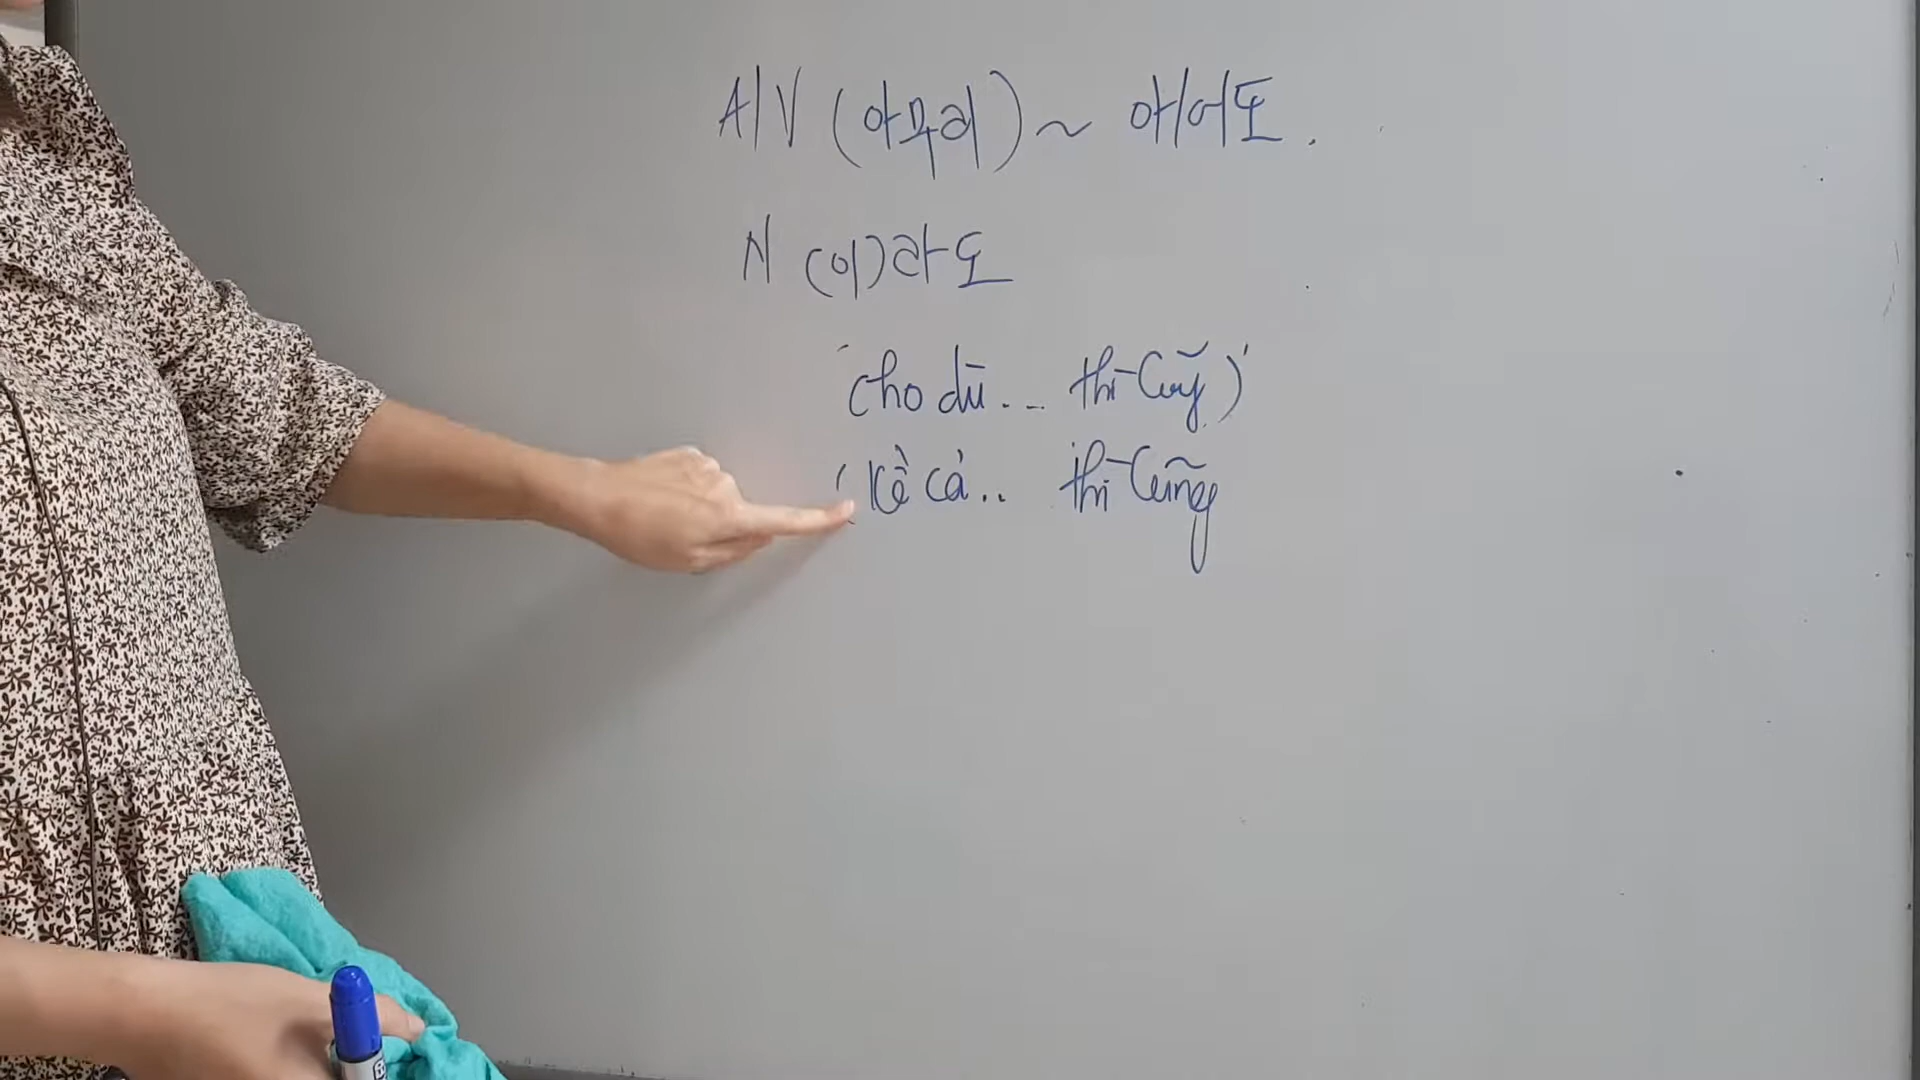 A/V (아무리) ~ 아/어도.
N (이)라도
(cho dù... thì cũng)
(kể cả.. thì cũng